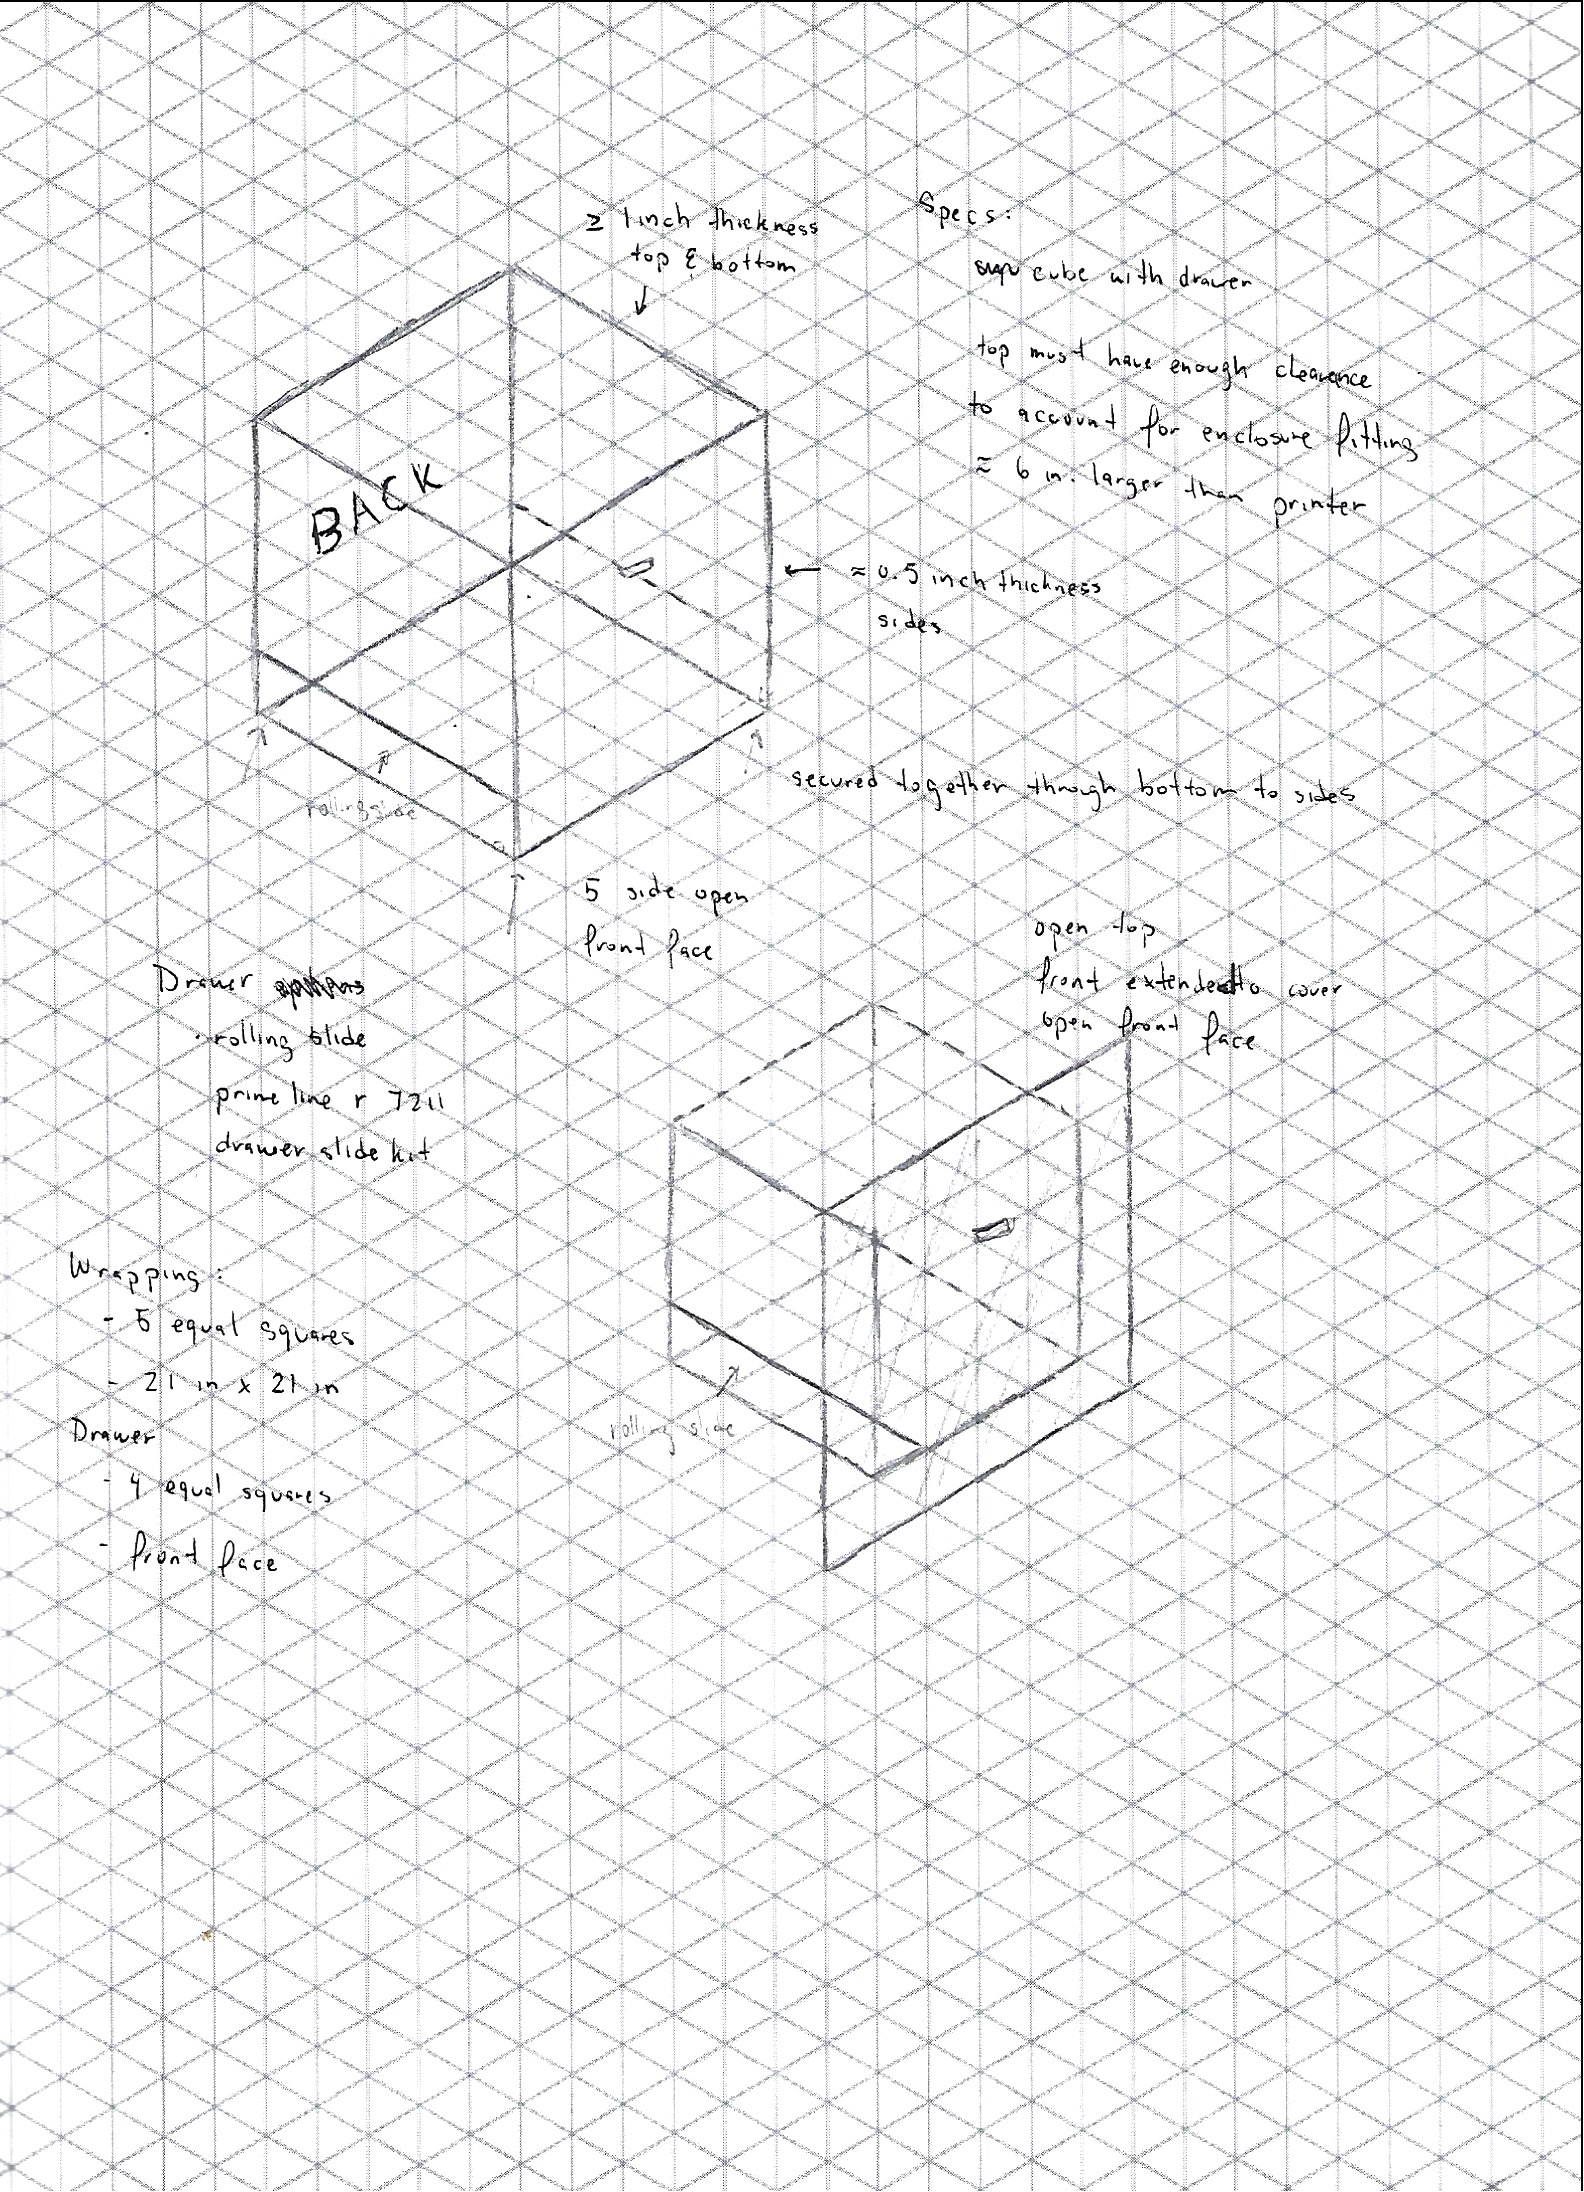 ≥ 1 inch thickness
top & bottom
Specs:
cube with drawer
top must have enough clearance
to account for enclosure fitting
≈ 6 in. larger than printer
BACK
≈ 0.5 inch thickness
sides
rolling slide
secured together through bottom to sides
5 side open
front face
Drawer
· rolling slide
prime line r 7211
drawer slide kit
open top
front extended to cover
open front face
rolling slide
Wrapping:
- 5 equal squares
- 21 in x 21 in
Drawer
- 4 equal squares
- front face